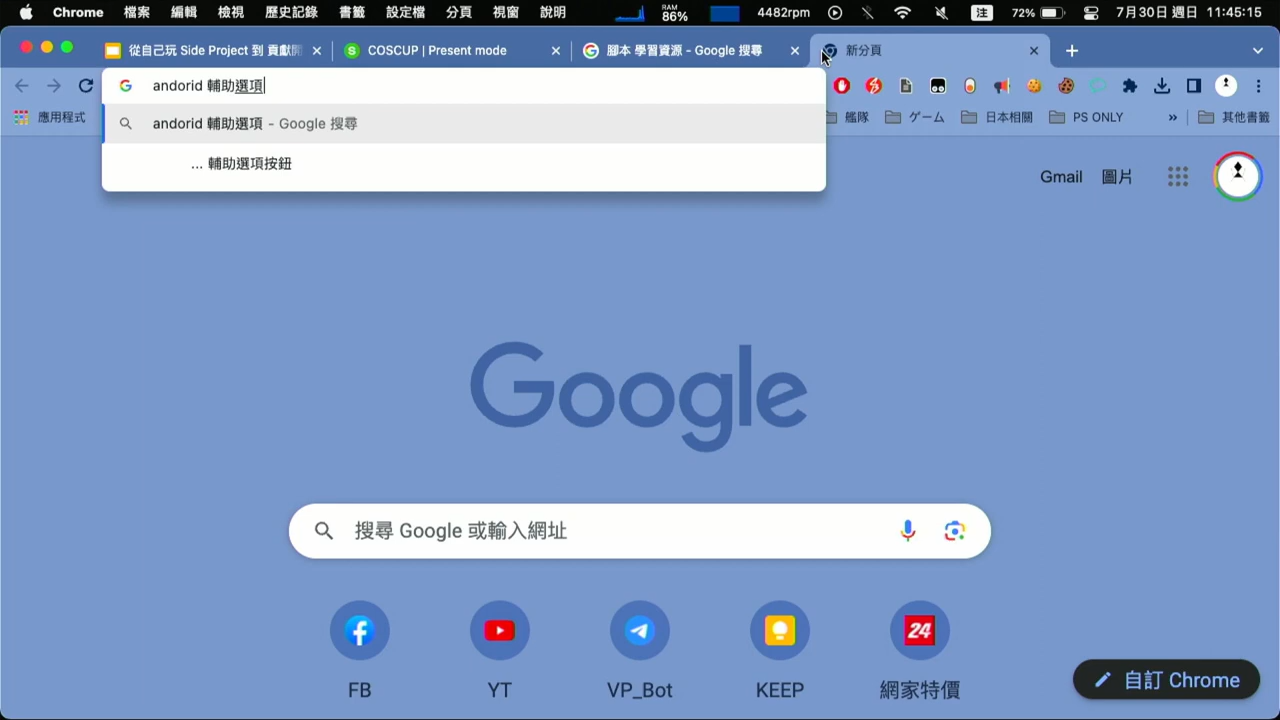 Chrome 檔案 編輯 檢視 歷史記錄 書籤 設定檔 分頁 視窗 說明 RAM 86% 4482rpm 注 72% 7月30日 週日 11:45:15
從自己玩 Side Project 到 貢獻開 COSCUP | Present mode 腳本 學習資源 - Google 搜尋 新分頁
andorid 輔助選項
應用程式 艦隊 ゲーム 日本相關 PS ONLY » 其他書籤
andorid 輔助選項 - Google 搜尋
... 輔助選項按鈕
Gmail 圖片
Google
搜尋 Google 或輸入網址
24
FB YT VP_Bot KEEP 網家特價
自訂 Chrome